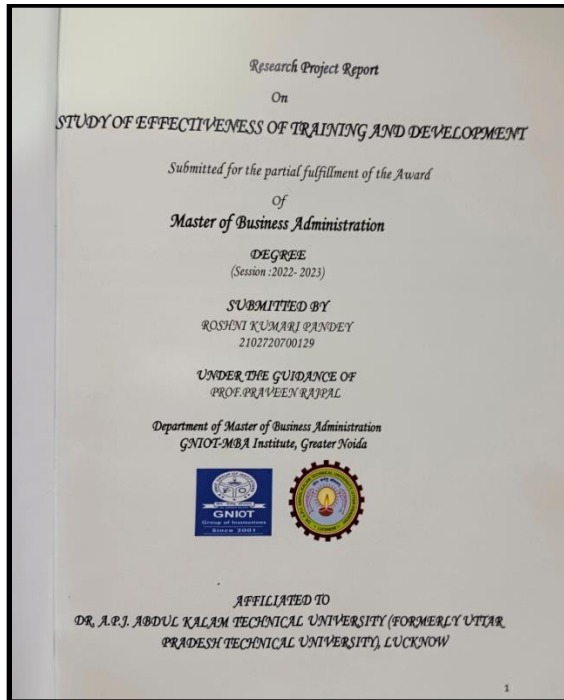 Research Project Report
On
STUDY OF EFFECTIVENESS OF TRAINING AND DEVELOPMENT
Submitted for the partial fulfillment of the Award
Of
Master of Business Administration
DEGREE
(Session :2022- 2023)
SUBMITTED BY
ROSHNI KUMARI PANDEY
2102720700129
UNDER THE GUIDANCE OF
PROF.PRAVEEN RAJPAL
Department of Master of Business Administration
GNIOT-MBA Institute, Greater Noida
GNIOT
Group of Institutions
Since 2001
AFFILIATED TO
DR, A.P.J. ABDUL KALAM TECHNICAL UNIVERSITY (FORMERLY UTTAR
PRADESH TECHNICAL UNIVERSITY), LUCKNOW
1